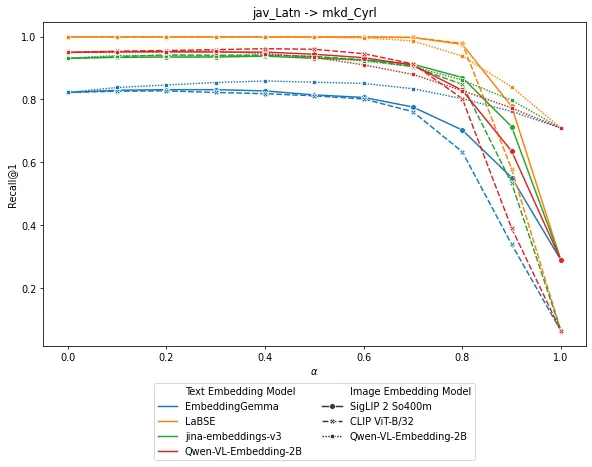 jav_Latn -> mkd_Cyrl
1.0
0.8
0.6
0.4
0.2
Recall@1
0.0 0.2 0.4 0.6 0.8 1.0
α
Text Embedding Model Image Embedding Model
EmbeddingGemma SigLIP 2 So400m
LaBSE CLIP ViT-B/32
jina-embeddings-v3 Qwen-VL-Embedding-2B
Qwen-VL-Embedding-2B